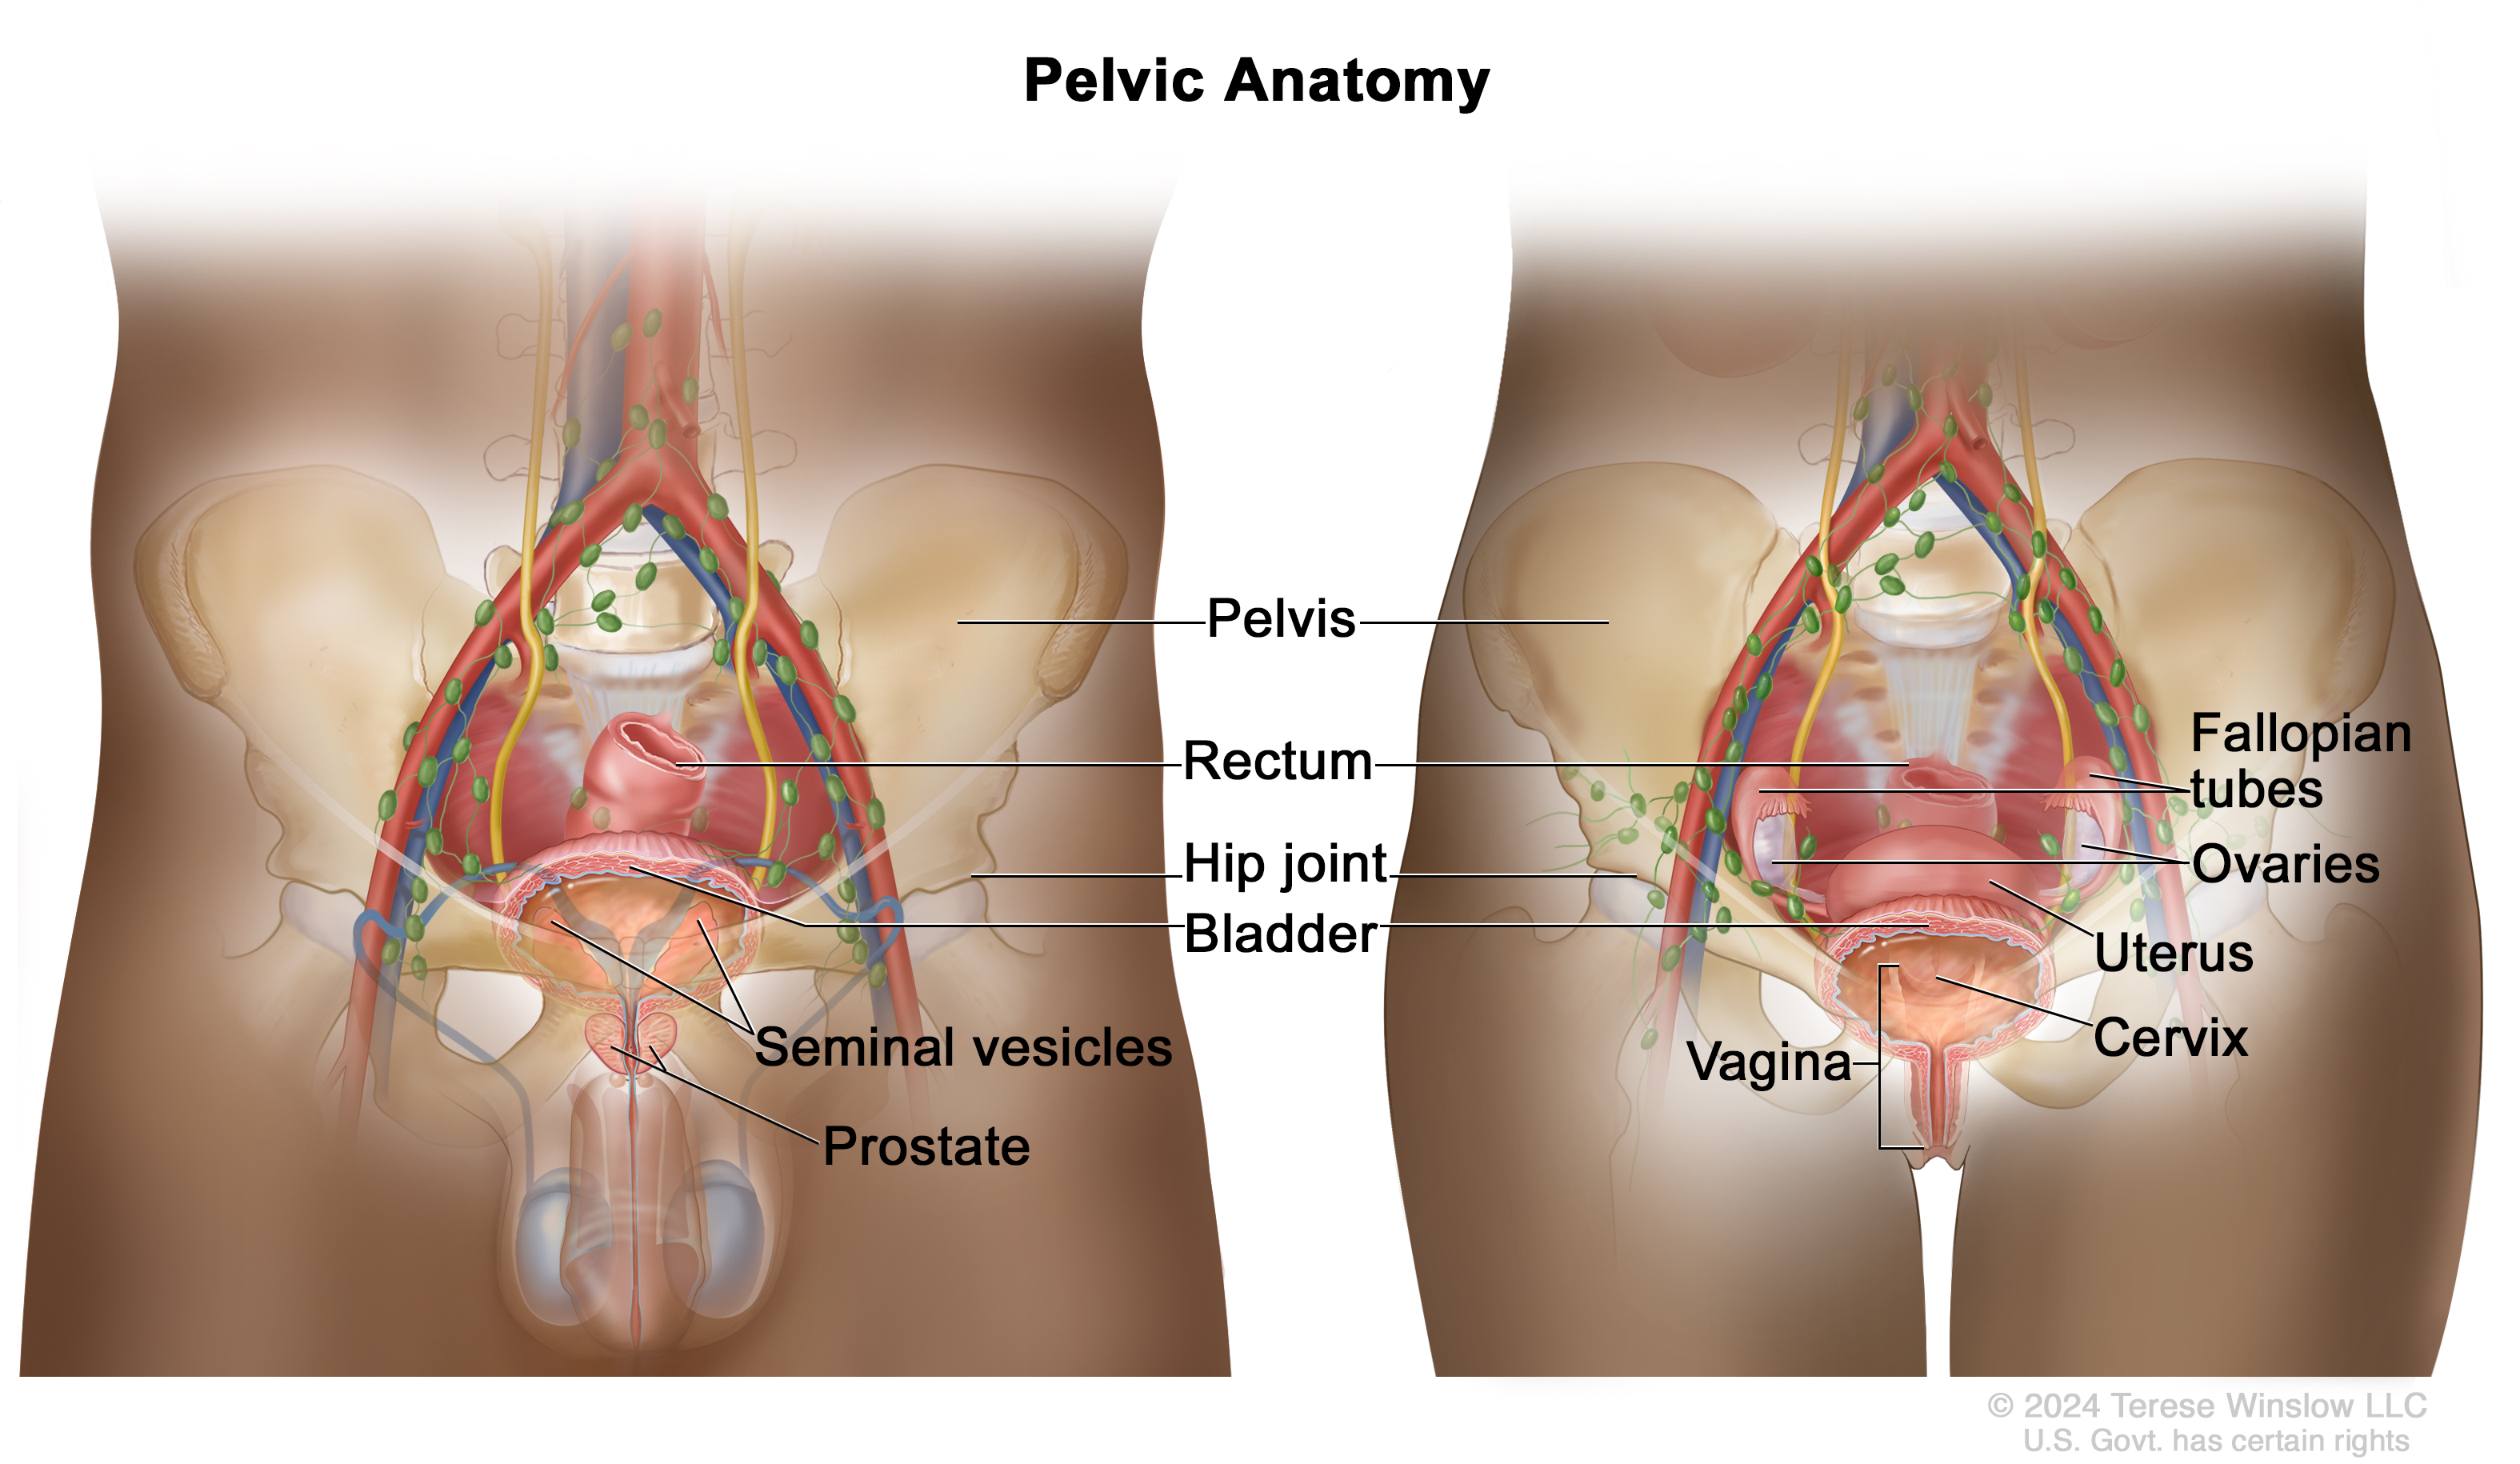 Pelvic Anatomy
Pelvis
Rectum
Fallopian
tubes
Hip joint
Ovaries
Bladder
Uterus
Seminal vesicles
Vagina
Cervix
Prostate
© 2024 Terese Winslow LLC
U.S. Govt. has certain rights